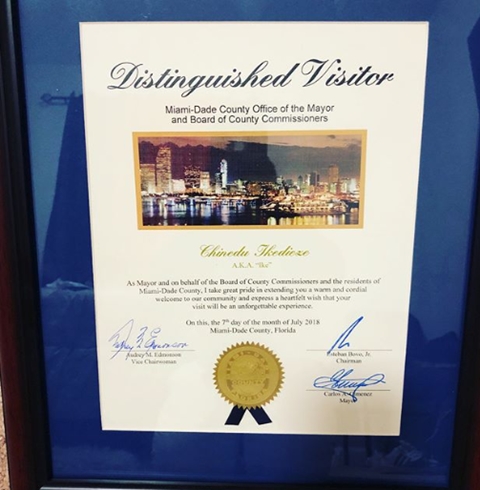 Distinguished Visitor
Miami-Dade County Office of the Mayor
and Board of County Commissioners
Chinedu Ikedieze
A.K.A. "Ike"
As Mayor and on behalf of the Board of County Commissioners and the residents of
Miami-Dade County, I take great pride in extending you a warm and cordial
welcome to our community and express a heartfelt wish that your
visit will be an unforgettable experience.
On this, the 7th day of the month of July 2018
Miami-Dade County, Florida
Audrey M. Edmonson
Vice Chairwoman
Esteban Bovo, Jr.
Chairman
Carlos A. Gimenez
Mayor